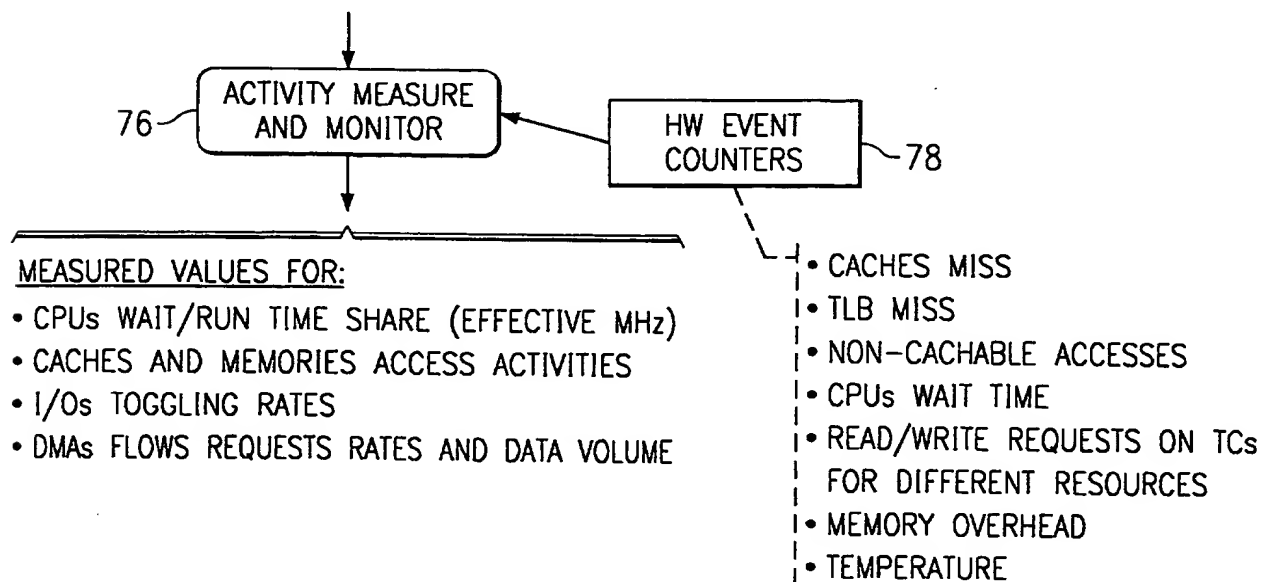 ACTIVITY MEASURE
AND MONITOR
76
HW EVENT
COUNTERS
78
MEASURED VALUES FOR:
• CPUs WAIT/RUN TIME SHARE (EFFECTIVE MHz)
• CACHES AND MEMORIES ACCESS ACTIVITIES
• I/Os TOGGLING RATES
• DMAs FLOWS REQUESTS RATES AND DATA VOLUME
• CACHES MISS
• TLB MISS
• NON-CACHABLE ACCESSES
• CPUs WAIT TIME
• READ/WRITE REQUESTS ON TCs
FOR DIFFERENT RESOURCES
• MEMORY OVERHEAD
• TEMPERATURE